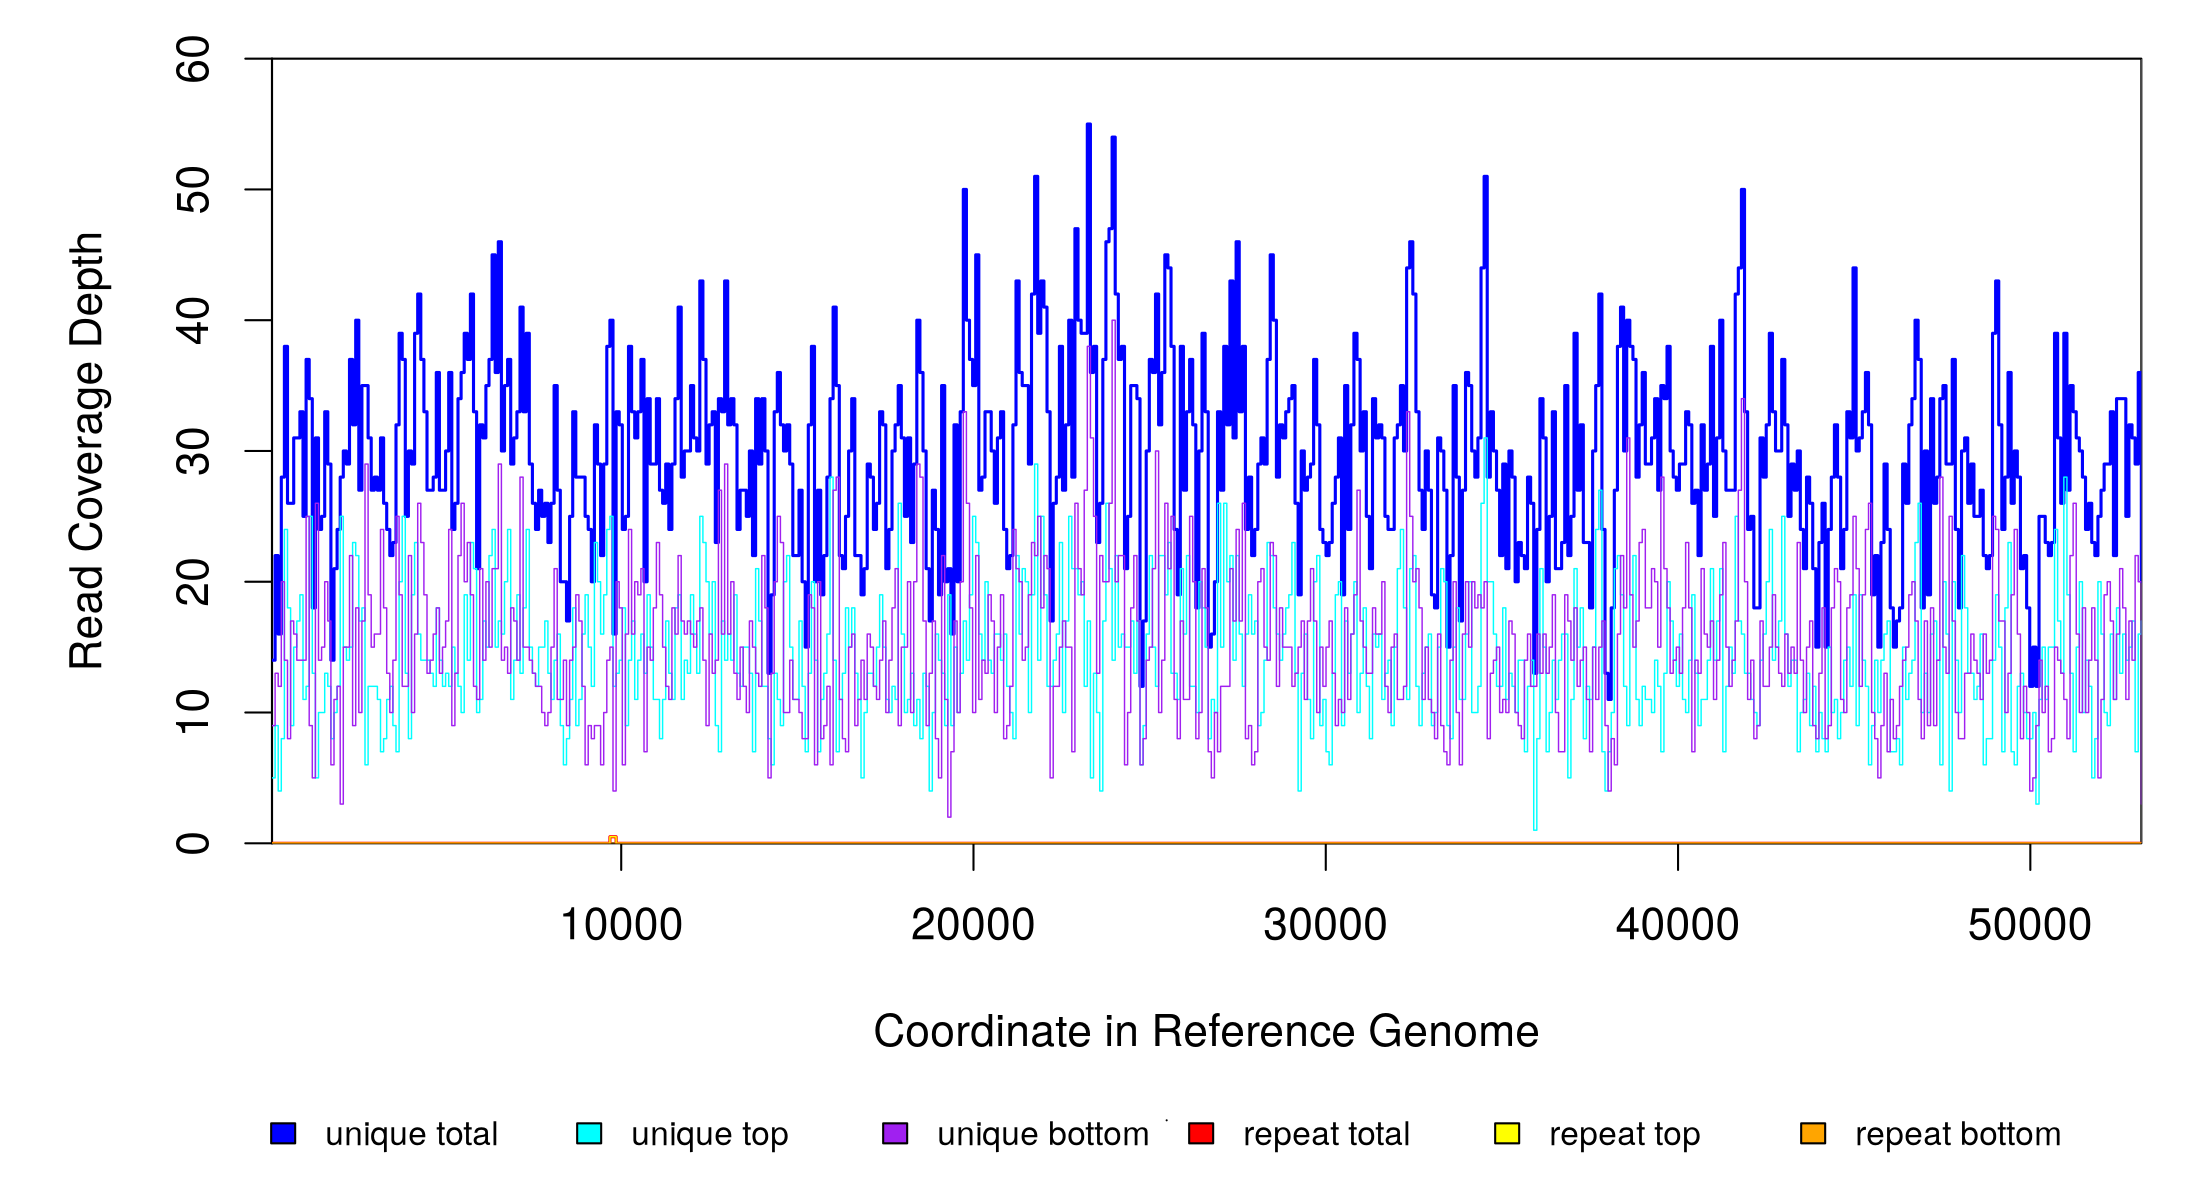 60
50
40
30
20
10
0
Read Coverage Depth
10000 20000 30000 40000 50000
Coordinate in Reference Genome
unique total unique top unique bottom repeat total repeat top repeat bottom